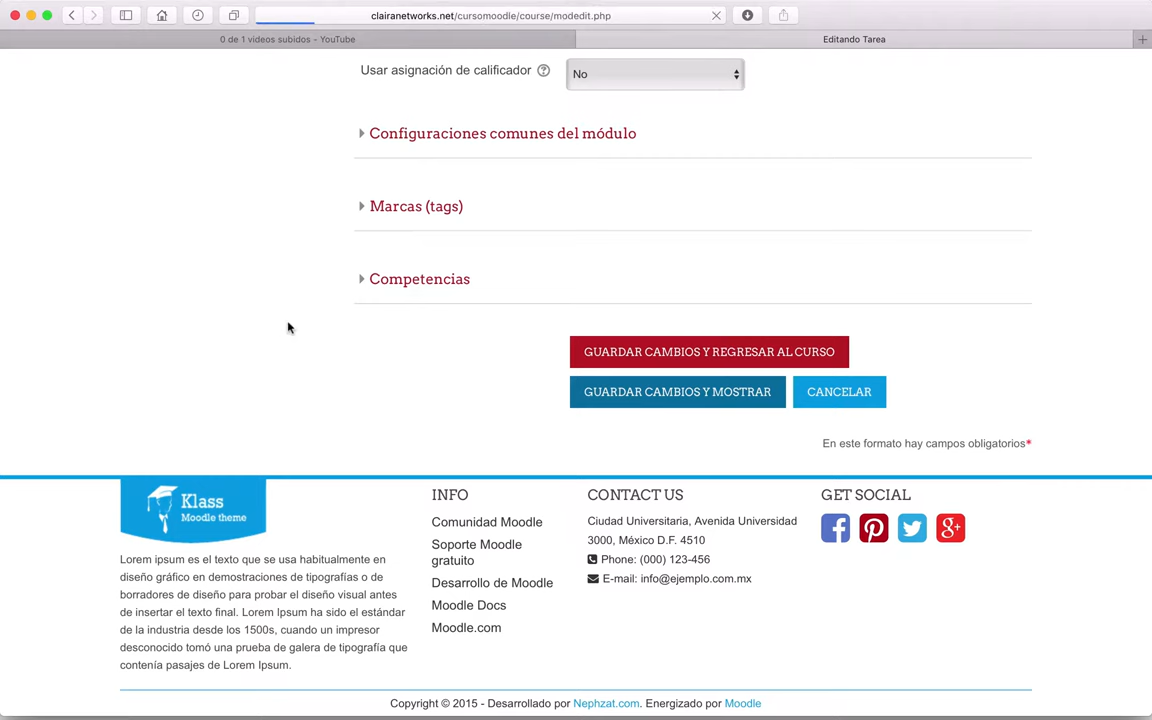 clairanetworks.net/cursomoodle/course/modedit.php
0 de 1 vídeos subidos - YouTube
Editando Tarea
Usar asignación de calificador
No
Configuraciones comunes del módulo
Marcas (tags)
Competencias
GUARDAR CAMBIOS Y REGRESAR AL CURSO
GUARDAR CAMBIOS Y MOSTRAR
CANCELAR
En este formato hay campos obligatorios*
Klass
Moodle theme
Lorem ipsum es el texto que se usa habitualmente en
diseño gráfico en demostraciones de tipografías o de
borradores de diseño para probar el diseño visual antes
de insertar el texto final. Lorem Ipsum ha sido el estándar
de la industria desde los 1500s, cuando un impresor
desconocido tomó una prueba de galera de tipografía que
contenía pasajes de Lorem Ipsum.
INFO
Comunidad Moodle
Soporte Moodle
gratuito
Desarrollo de Moodle
Moodle Docs
Moodle.com
CONTACT US
Ciudad Universitaria, Avenida Universidad
3000, México D.F. 4510
Phone: (000) 123-456
E-mail: info@ejemplo.com.mx
GET SOCIAL
Copyright © 2015 - Desarrollado por Nephzat.com. Energizado por Moodle